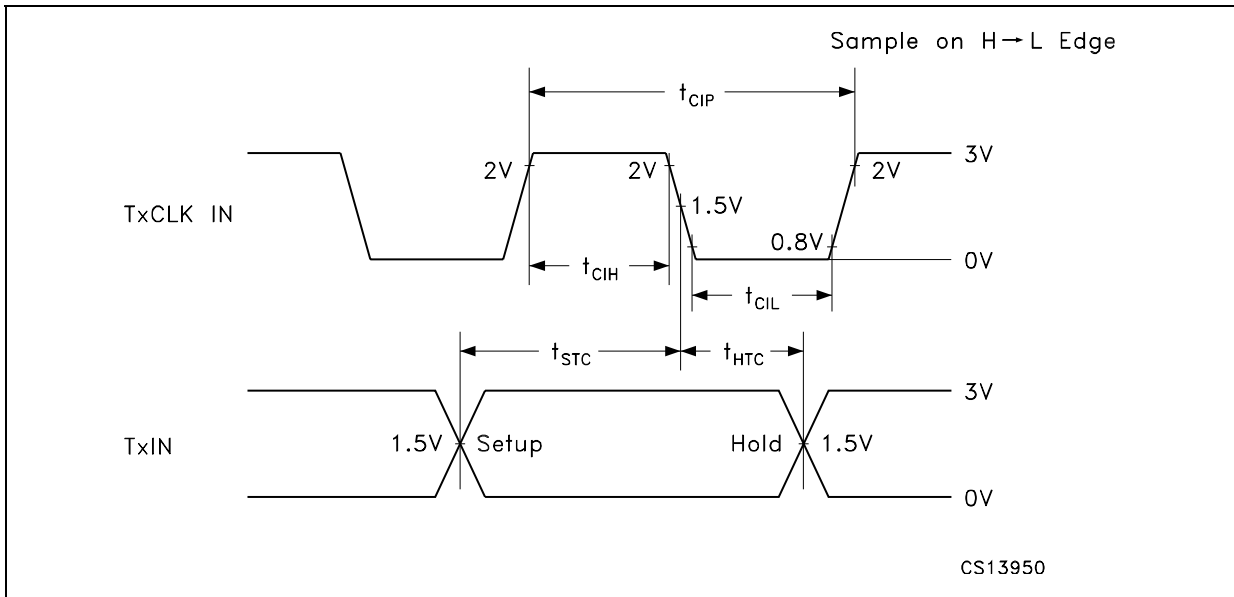 Sample on H→L Edge
tCIP
3V
2V
2V
2V
TxCLK IN
1.5V
0.8V
0V
tCIH
tCIL
tSTC
tHTC
3V
TxIN
1.5V
Setup
Hold
1.5V
0V
CS13950